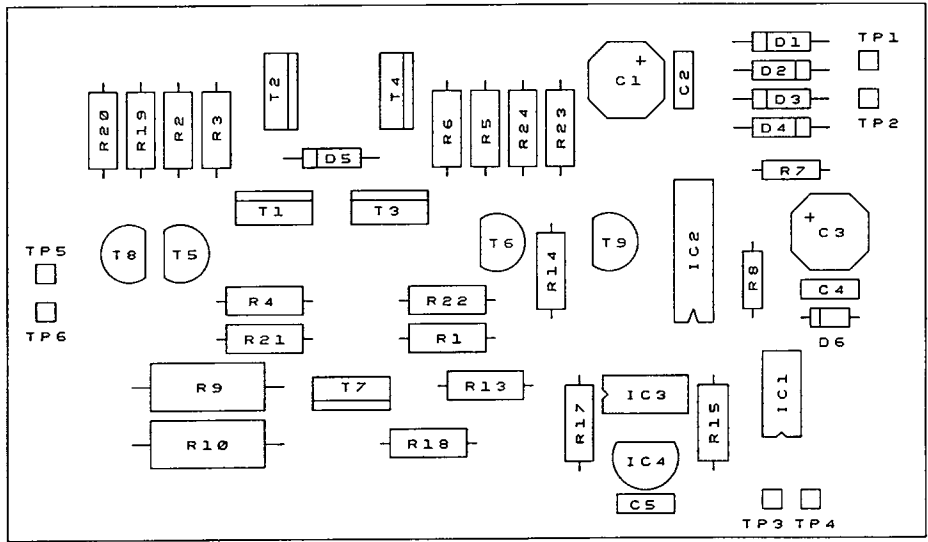 D1
TP1
D2
D3
D4
TP2
C1
+
C2
T2
T4
R20
R19
R2
R3
R6
R5
R24
R23
D5
R7
T1
T3
T8
T5
T6
R14
T9
IC2
R8
+
C3
C4
D6
TP5
TP6
R4
R22
R21
R1
R9
T7
R13
R17
IC3
R15
IC1
R10
R18
IC4
C5
TP3 TP4